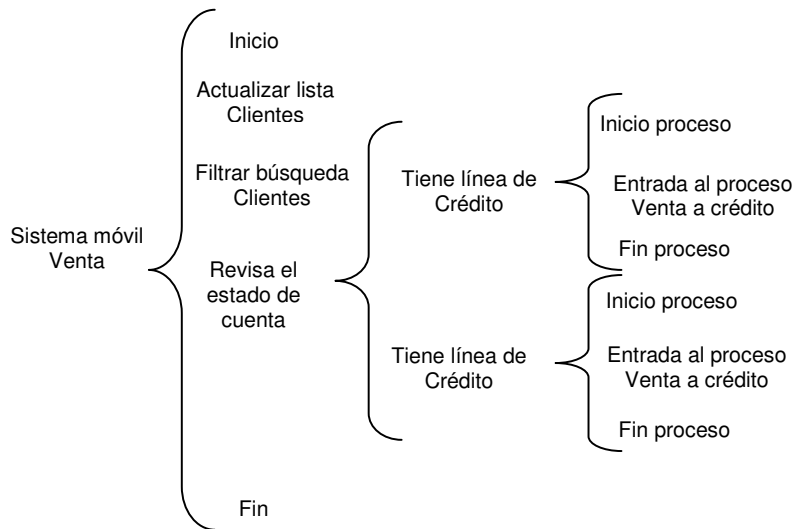 Sistema móvil
Venta
Inicio
Actualizar lista
Clientes
Filtrar búsqueda
Clientes
Revisa el
estado de
cuenta
Fin
Tiene línea de
Crédito
Inicio proceso
Entrada al proceso
Venta a crédito
Fin proceso
Tiene línea de
Crédito
Inicio proceso
Entrada al proceso
Venta a crédito
Fin proceso